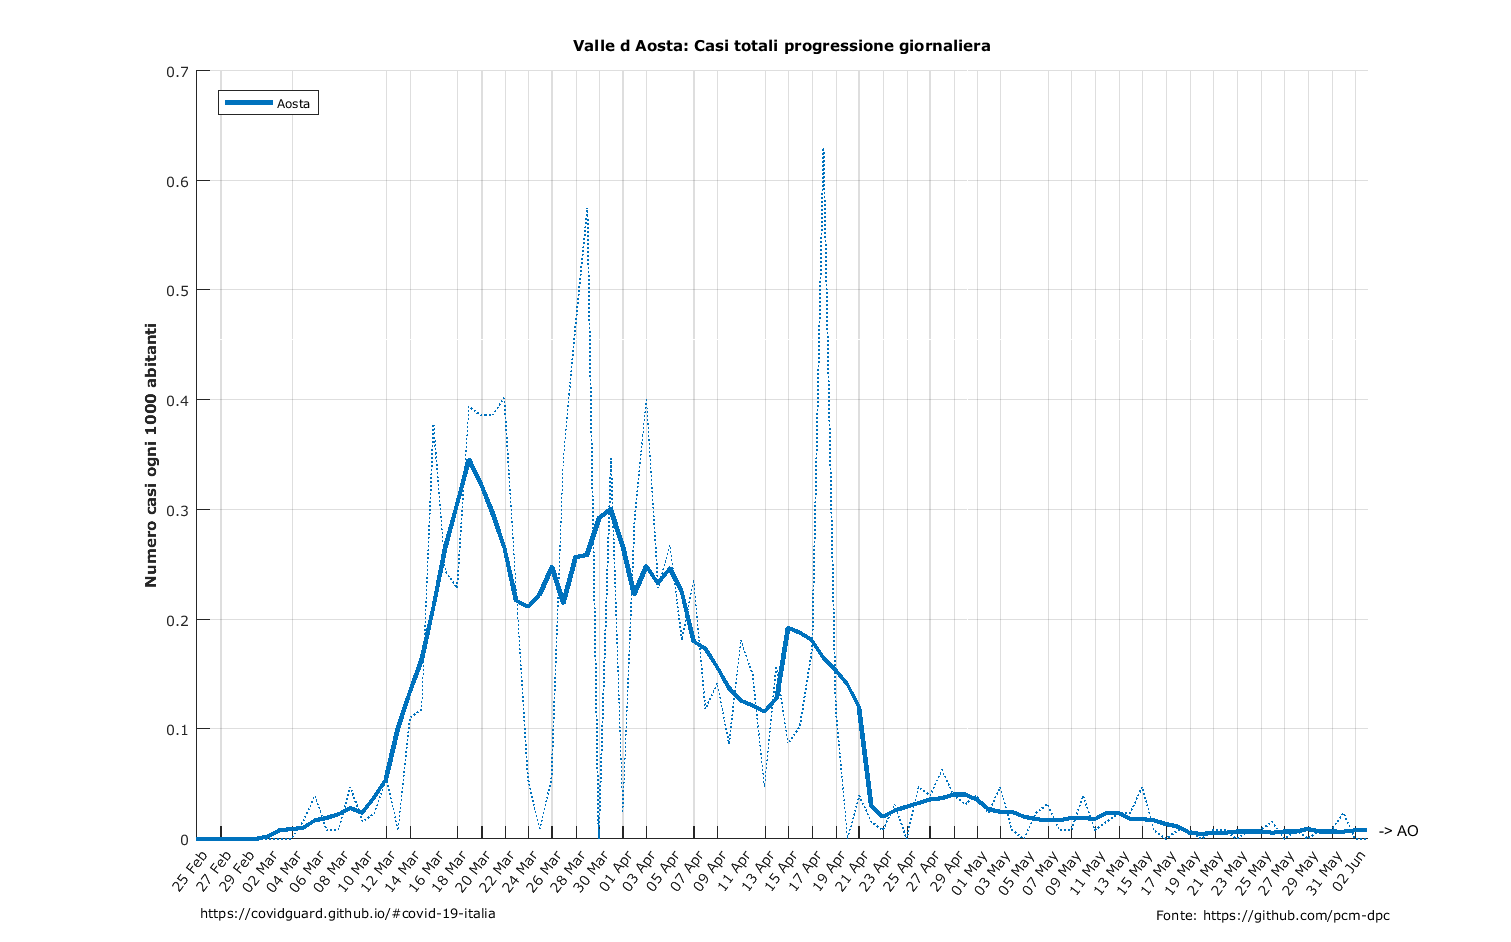 Valle d Aosta: Casi totali progressione giornaliera
Aosta
Numero casi ogni 1000 abitanti
0.7
0.6
0.5
0.4
0.3
0.2
0.1
0
-> AO
25 Feb
27 Feb
29 Feb
02 Mar
04 Mar
06 Mar
08 Mar
10 Mar
12 Mar
14 Mar
16 Mar
18 Mar
20 Mar
22 Mar
24 Mar
26 Mar
28 Mar
30 Mar
01 Apr
03 Apr
05 Apr
07 Apr
09 Apr
11 Apr
13 Apr
15 Apr
17 Apr
19 Apr
21 Apr
23 Apr
25 Apr
27 Apr
29 Apr
01 May
03 May
05 May
07 May
09 May
11 May
13 May
15 May
17 May
19 May
21 May
23 May
25 May
27 May
29 May
31 May
02 Jun
https://covidguard.github.io/#covid-19-italia
Fonte: https://github.com/pcm-dpc